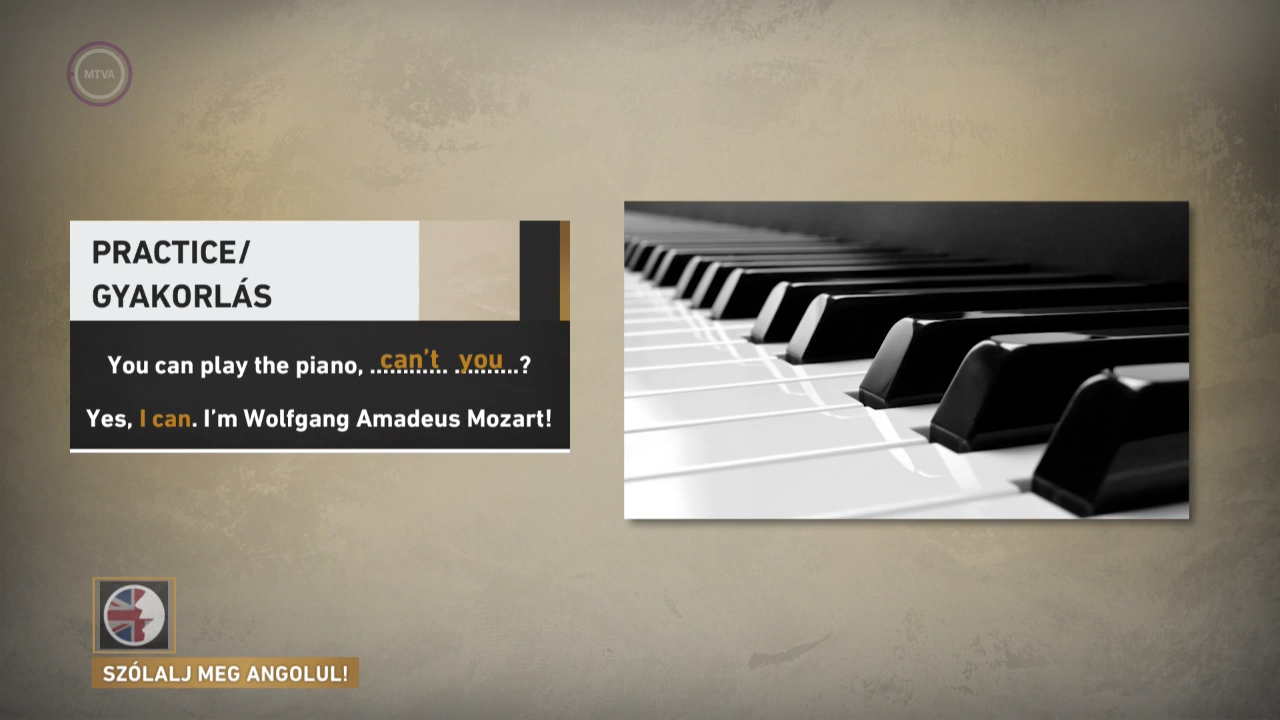 MTVA
PRACTICE/
GYAKORLÁS
You can play the piano, ...can't.. .you...?
Yes, I can. I'm Wolfgang Amadeus Mozart!
SZÓLALJ MEG ANGOLUL!